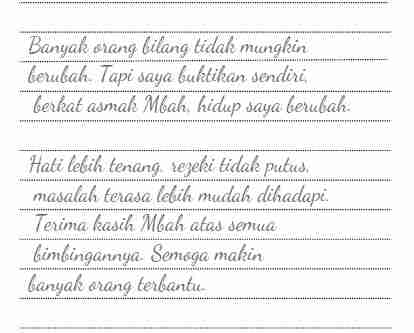 Banyak orang bilang tidak mungkin
berubah. Tapi saya buktikan sendiri,
berkat asmak Mbah, hidup saya berubah.
Hati lebih tenang. rezeki tidak putus,
masalah terasa lebih mudah dihadapi.
Terima kasih Mbah atas semua
bimbingannya. Semoga makin
banyak orang terbantu.